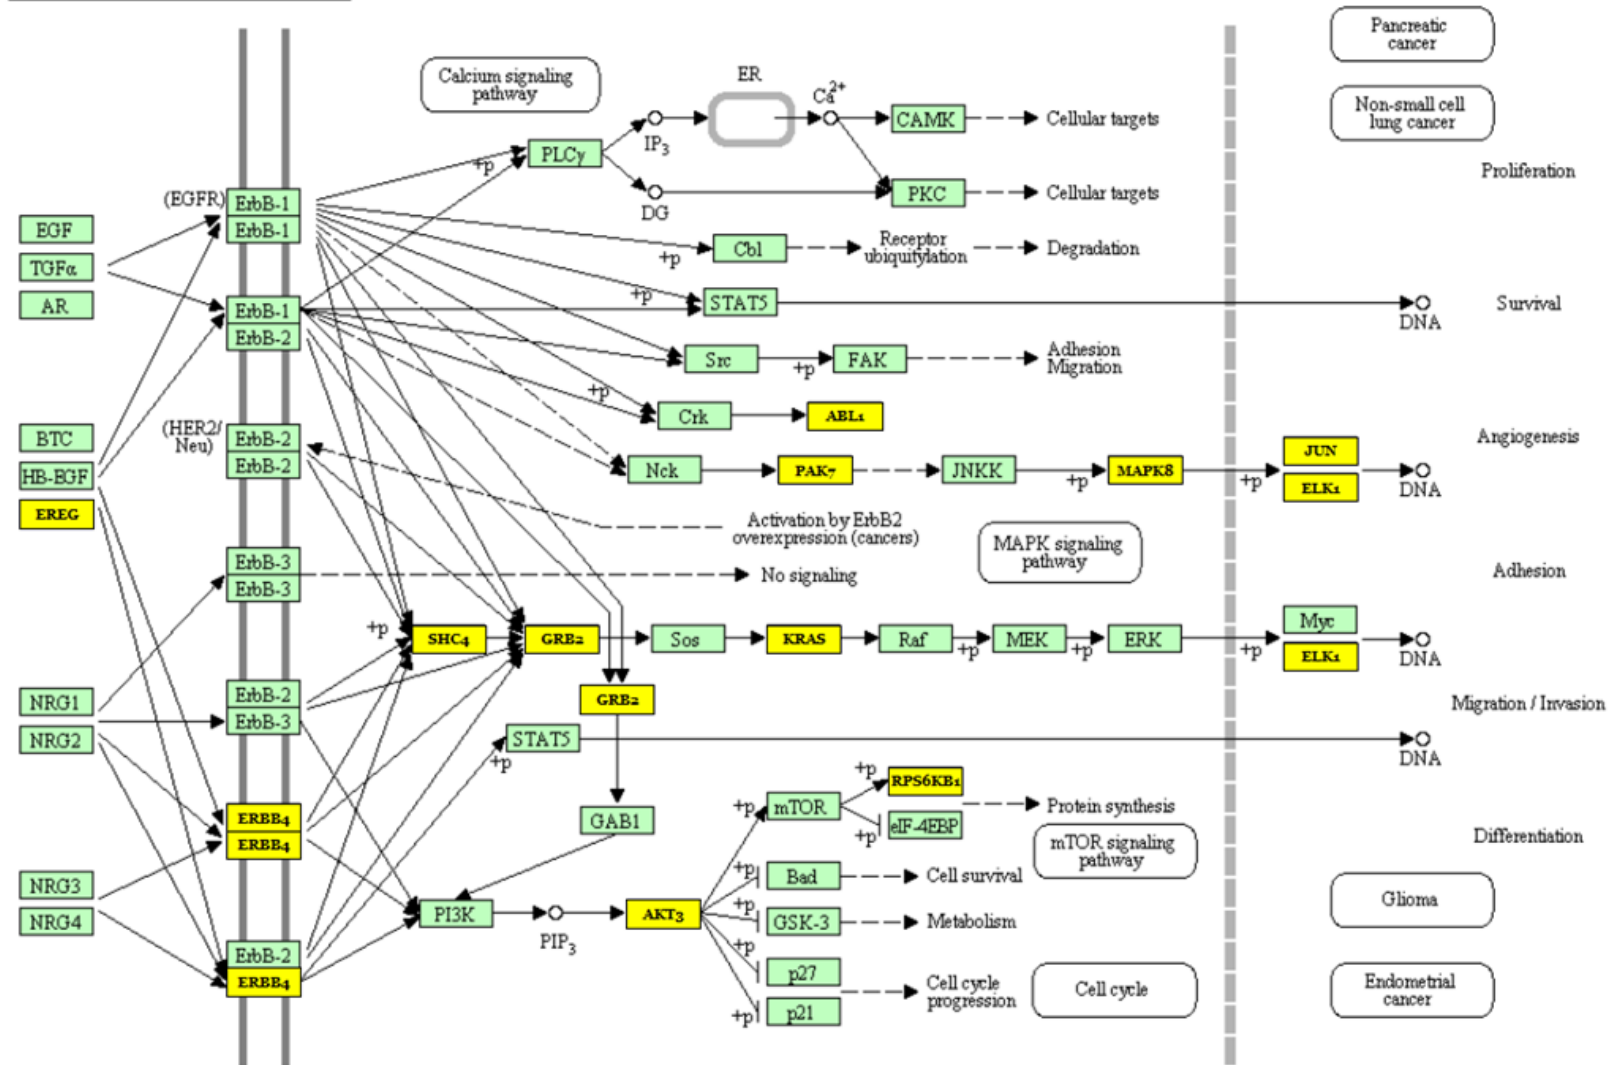 Pancreatic
cancer
Calcium signaling
pathway
ER
Ca2+
Non-small cell
lung cancer
CAMK
Cellular targets
IP3
+p
PLCγ
Proliferation
DG
PKC
Cellular targets
(EGFR)
ErbB-1
ErbB-1
EGF
TGFα
AR
Cbl
+p
Receptor
ubiquitylation
Degradation
ErbB-1
ErbB-2
+p
STAT5
DNA
Survival
Src
+p
FAK
Adhesion
Migration
+p
Crk
ABL1
BTC
HB-EGF
EREG
(HER2/
Neu)
ErbB-2
ErbB-2
Nck
PAK7
JNKK
+p
MAPK8
+p
JUN
ELK1
DNA
Angiogenesis
Activation by ErbB2
overexpression (cancers)
MAPK signaling
pathway
ErbB-3
ErbB-3
No signaling
Adhesion
+p
SHC4
GRB2
Sos
KRAS
Raf
+p
MEK
+p
ERK
+p
Myc
ELK1
DNA
GRB2
NRG1
NRG2
ErbB-2
ErbB-3
Migration / Invasion
STAT5
+p
DNA
ERBB4
ERBB4
GAB1
+p
mTOR
+p
RPS6KB1
+p
eIF-4EBP
Protein synthesis
mTOR signaling
pathway
Differentiation
NRG3
NRG4
+p
Bad
Cell survival
PI3K
PIP3
AKT3
+p
GSK-3
Metabolism
Glioma
ErbB-2
ERBB4
+p
p27
+p
p21
Cell cycle
progression
Cell cycle
Endometrial
cancer